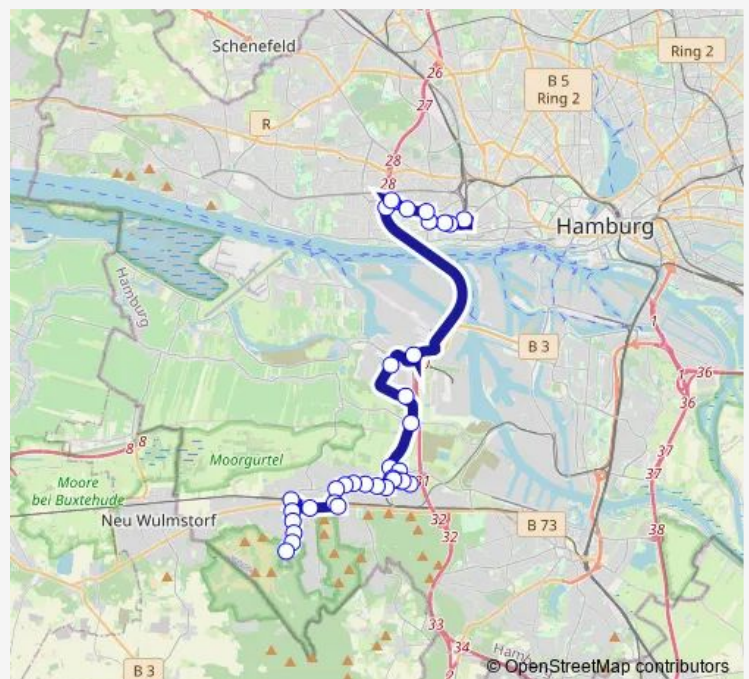 Schenefeld
26
Ring 2
27
B 5
Ring 2
R
28
28
Hamburg
Hamburg
1
B 3
1
36
36
8
8
Moorgurtel
Moore
bei Buxtehude
31
37
37
Neu Wulmstorf
32
32
B 73
38
33
34
B 3
© OpenStreetMap contributors